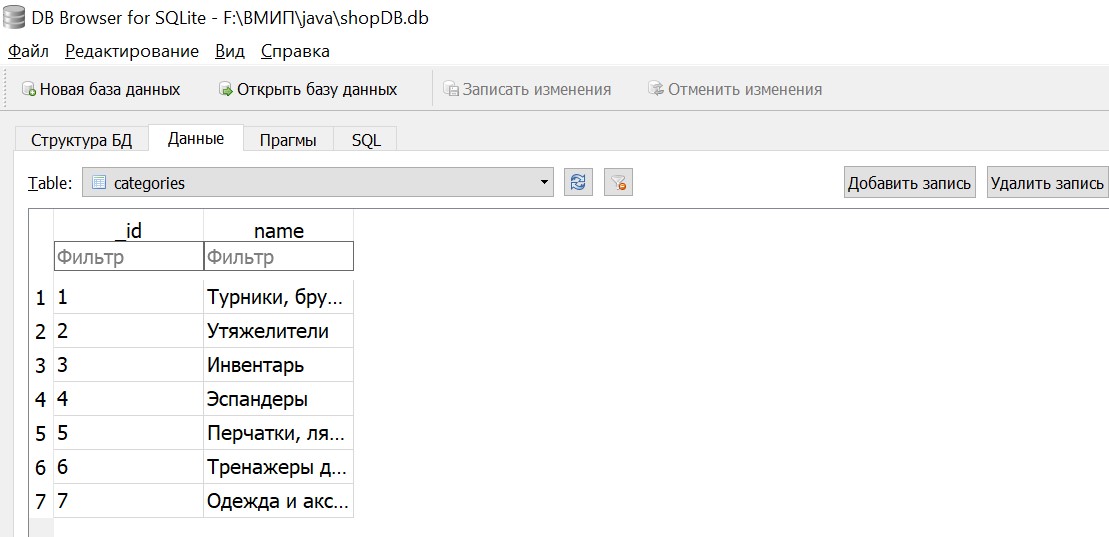 DB Browser for SQLite - F:\ВМИП\java\shopDB.db
Файл Редактирование Вид Справка
Новая база данных Открыть базу данных Записать изменения Отменить изменения
Структура БД Данные Прагмы SQL
Table: categories Добавить запись Удалить запись
_id name
Фильтр Фильтр
1 1 Турники, бру...
2 2 Утяжелители
3 3 Инвентарь
4 4 Эспандеры
5 5 Перчатки, ля...
6 6 Тренажеры д...
7 7 Одежда и акс...